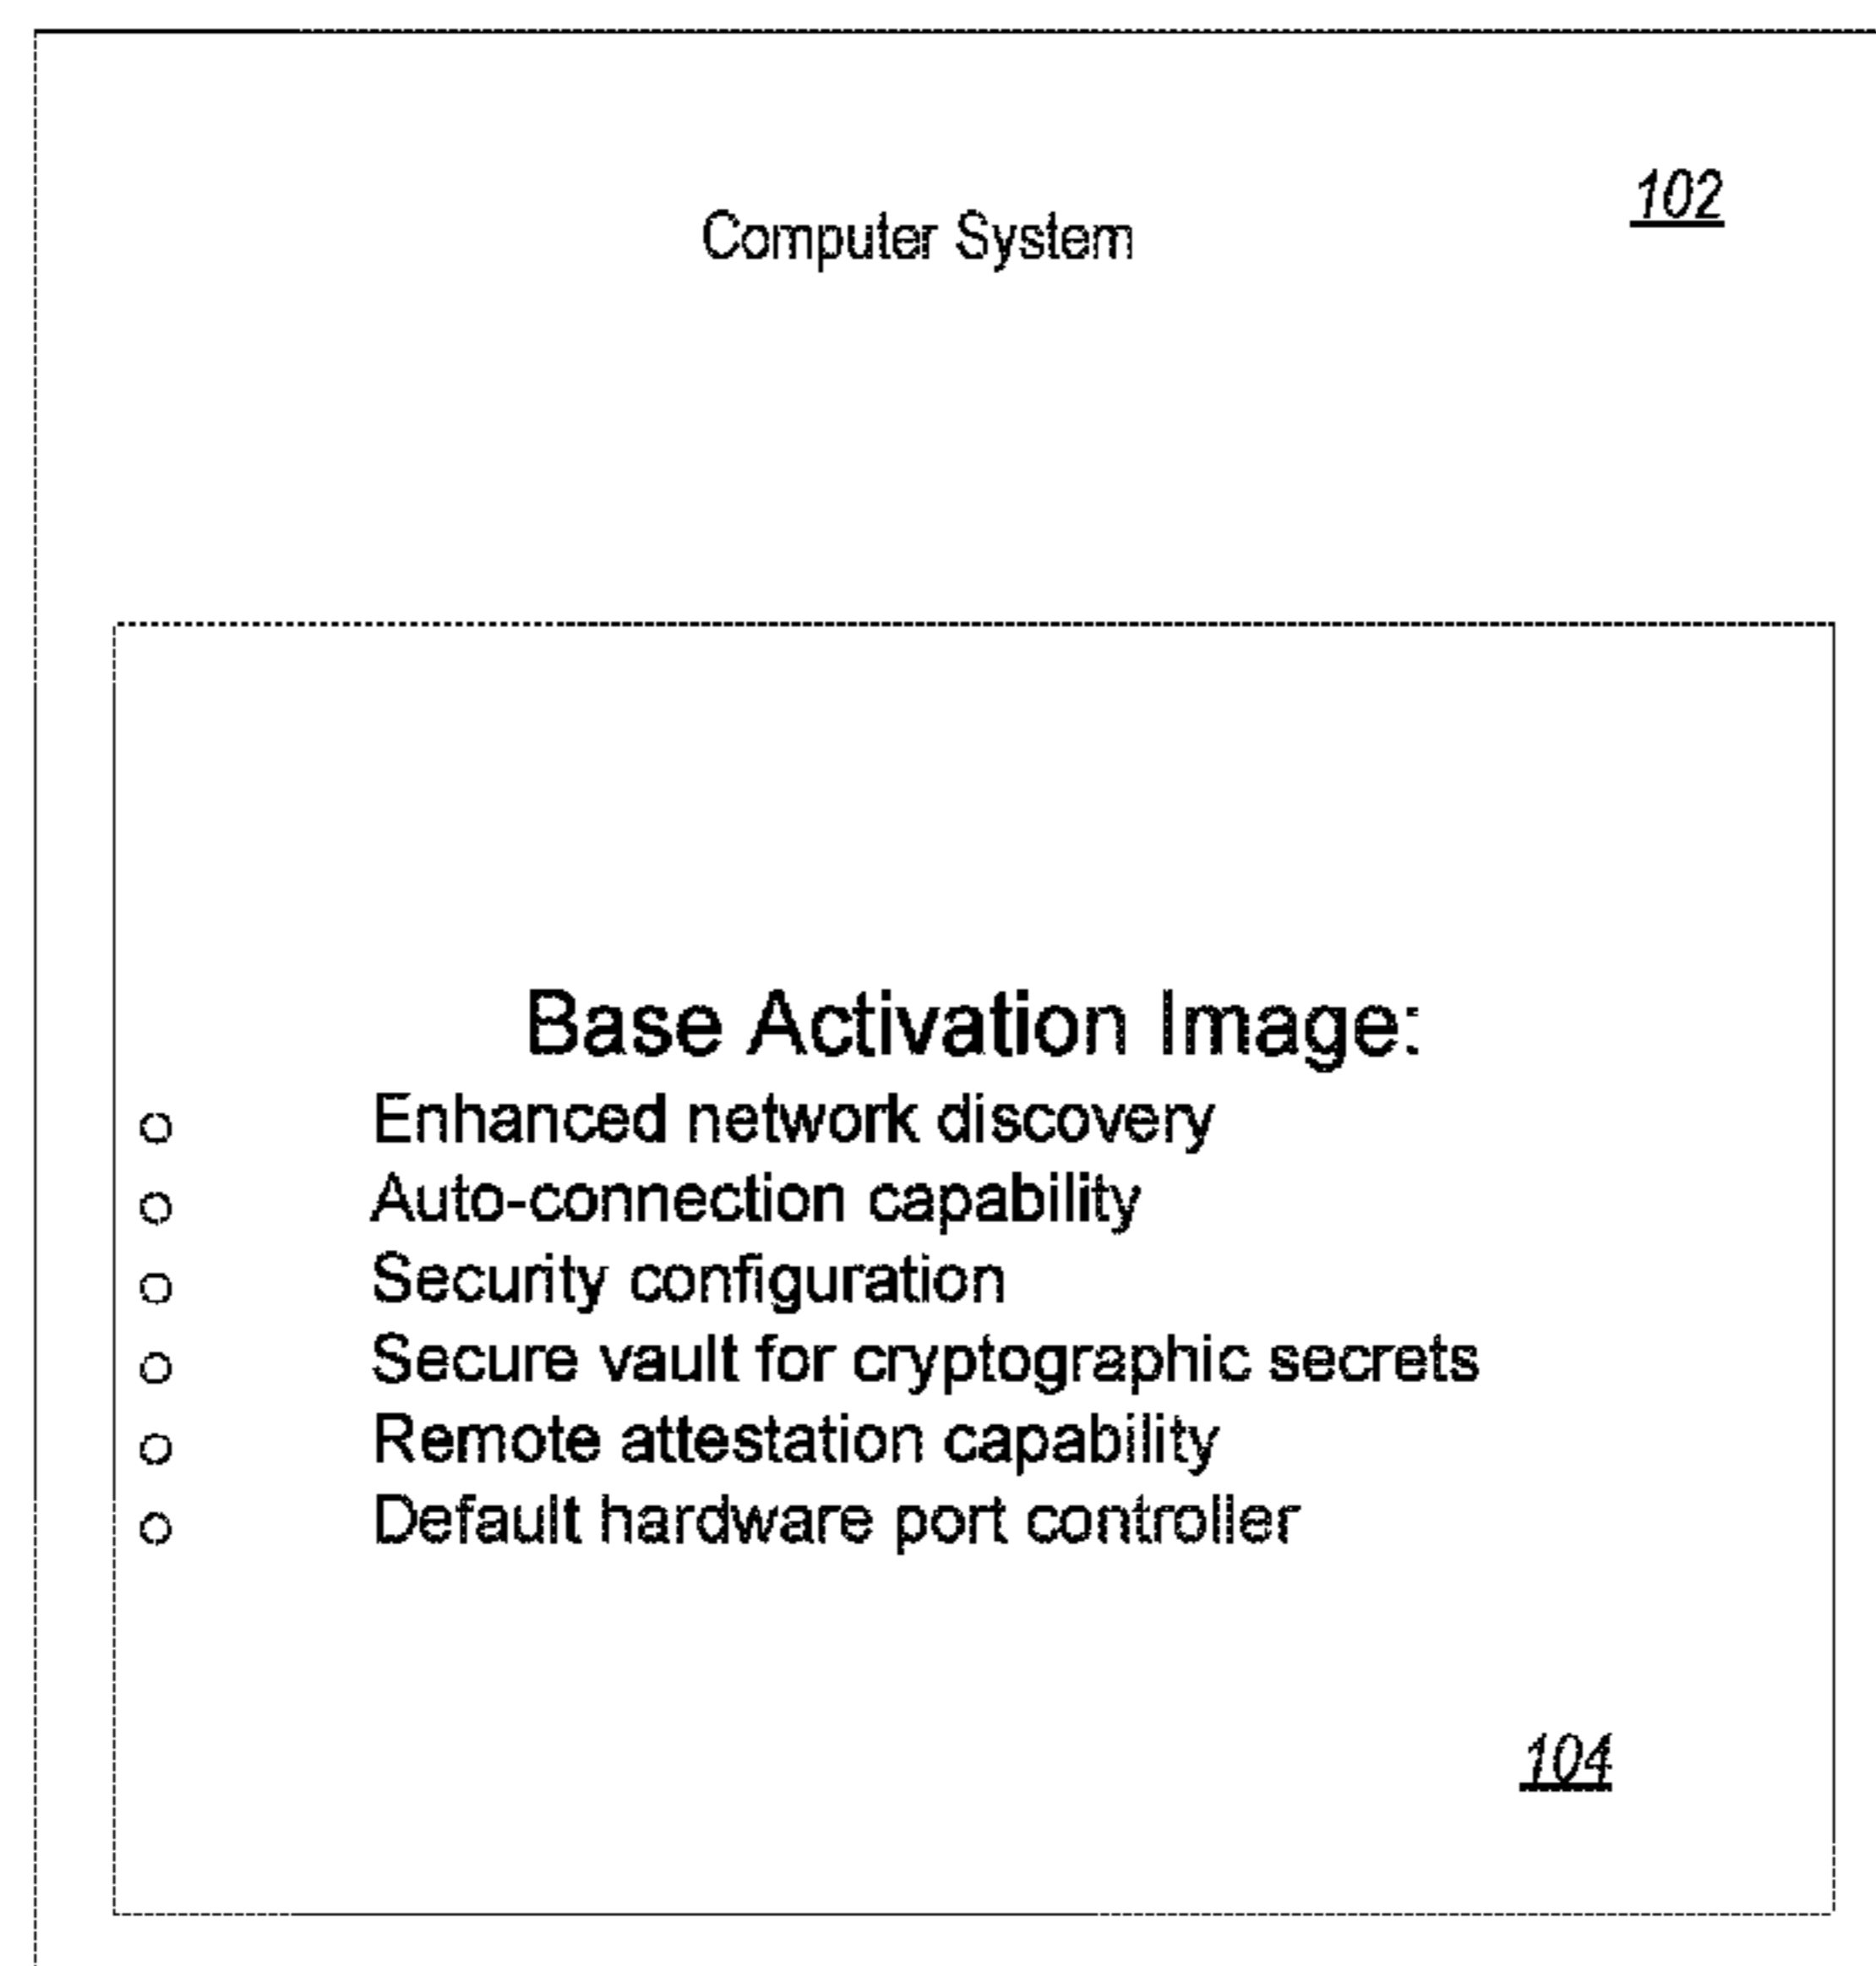 102
Computer System
Base Activation Image:
Enhanced network discovery
Auto-connection capability
Security configuration
Secure vault for cryptographic secrets
Remote attestation capability
Default hardware port controller
104